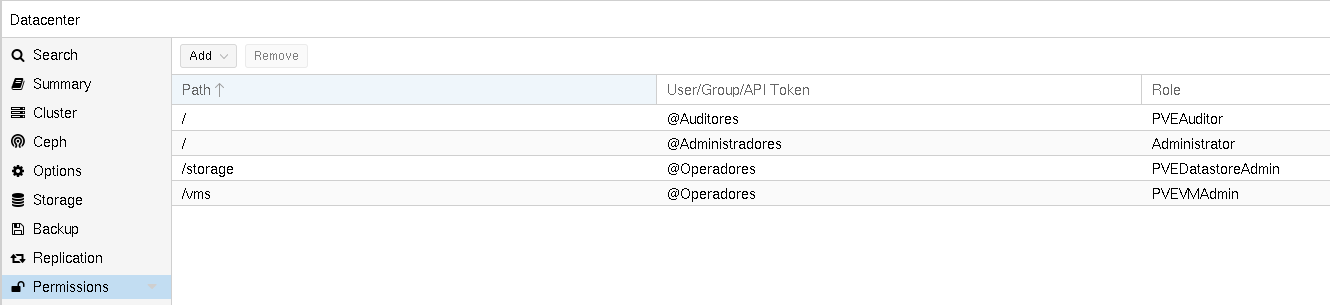 Datacenter
Search
Summary
Cluster
Ceph
Options
Storage
Backup
Replication
Permissions
Add Remove
Path User/Group/API Token Role
/ @Auditores PVEAuditor
/ @Administradores Administrator
/storage @Operadores PVEDatastoreAdmin
/vms @Operadores PVEVMAdmin